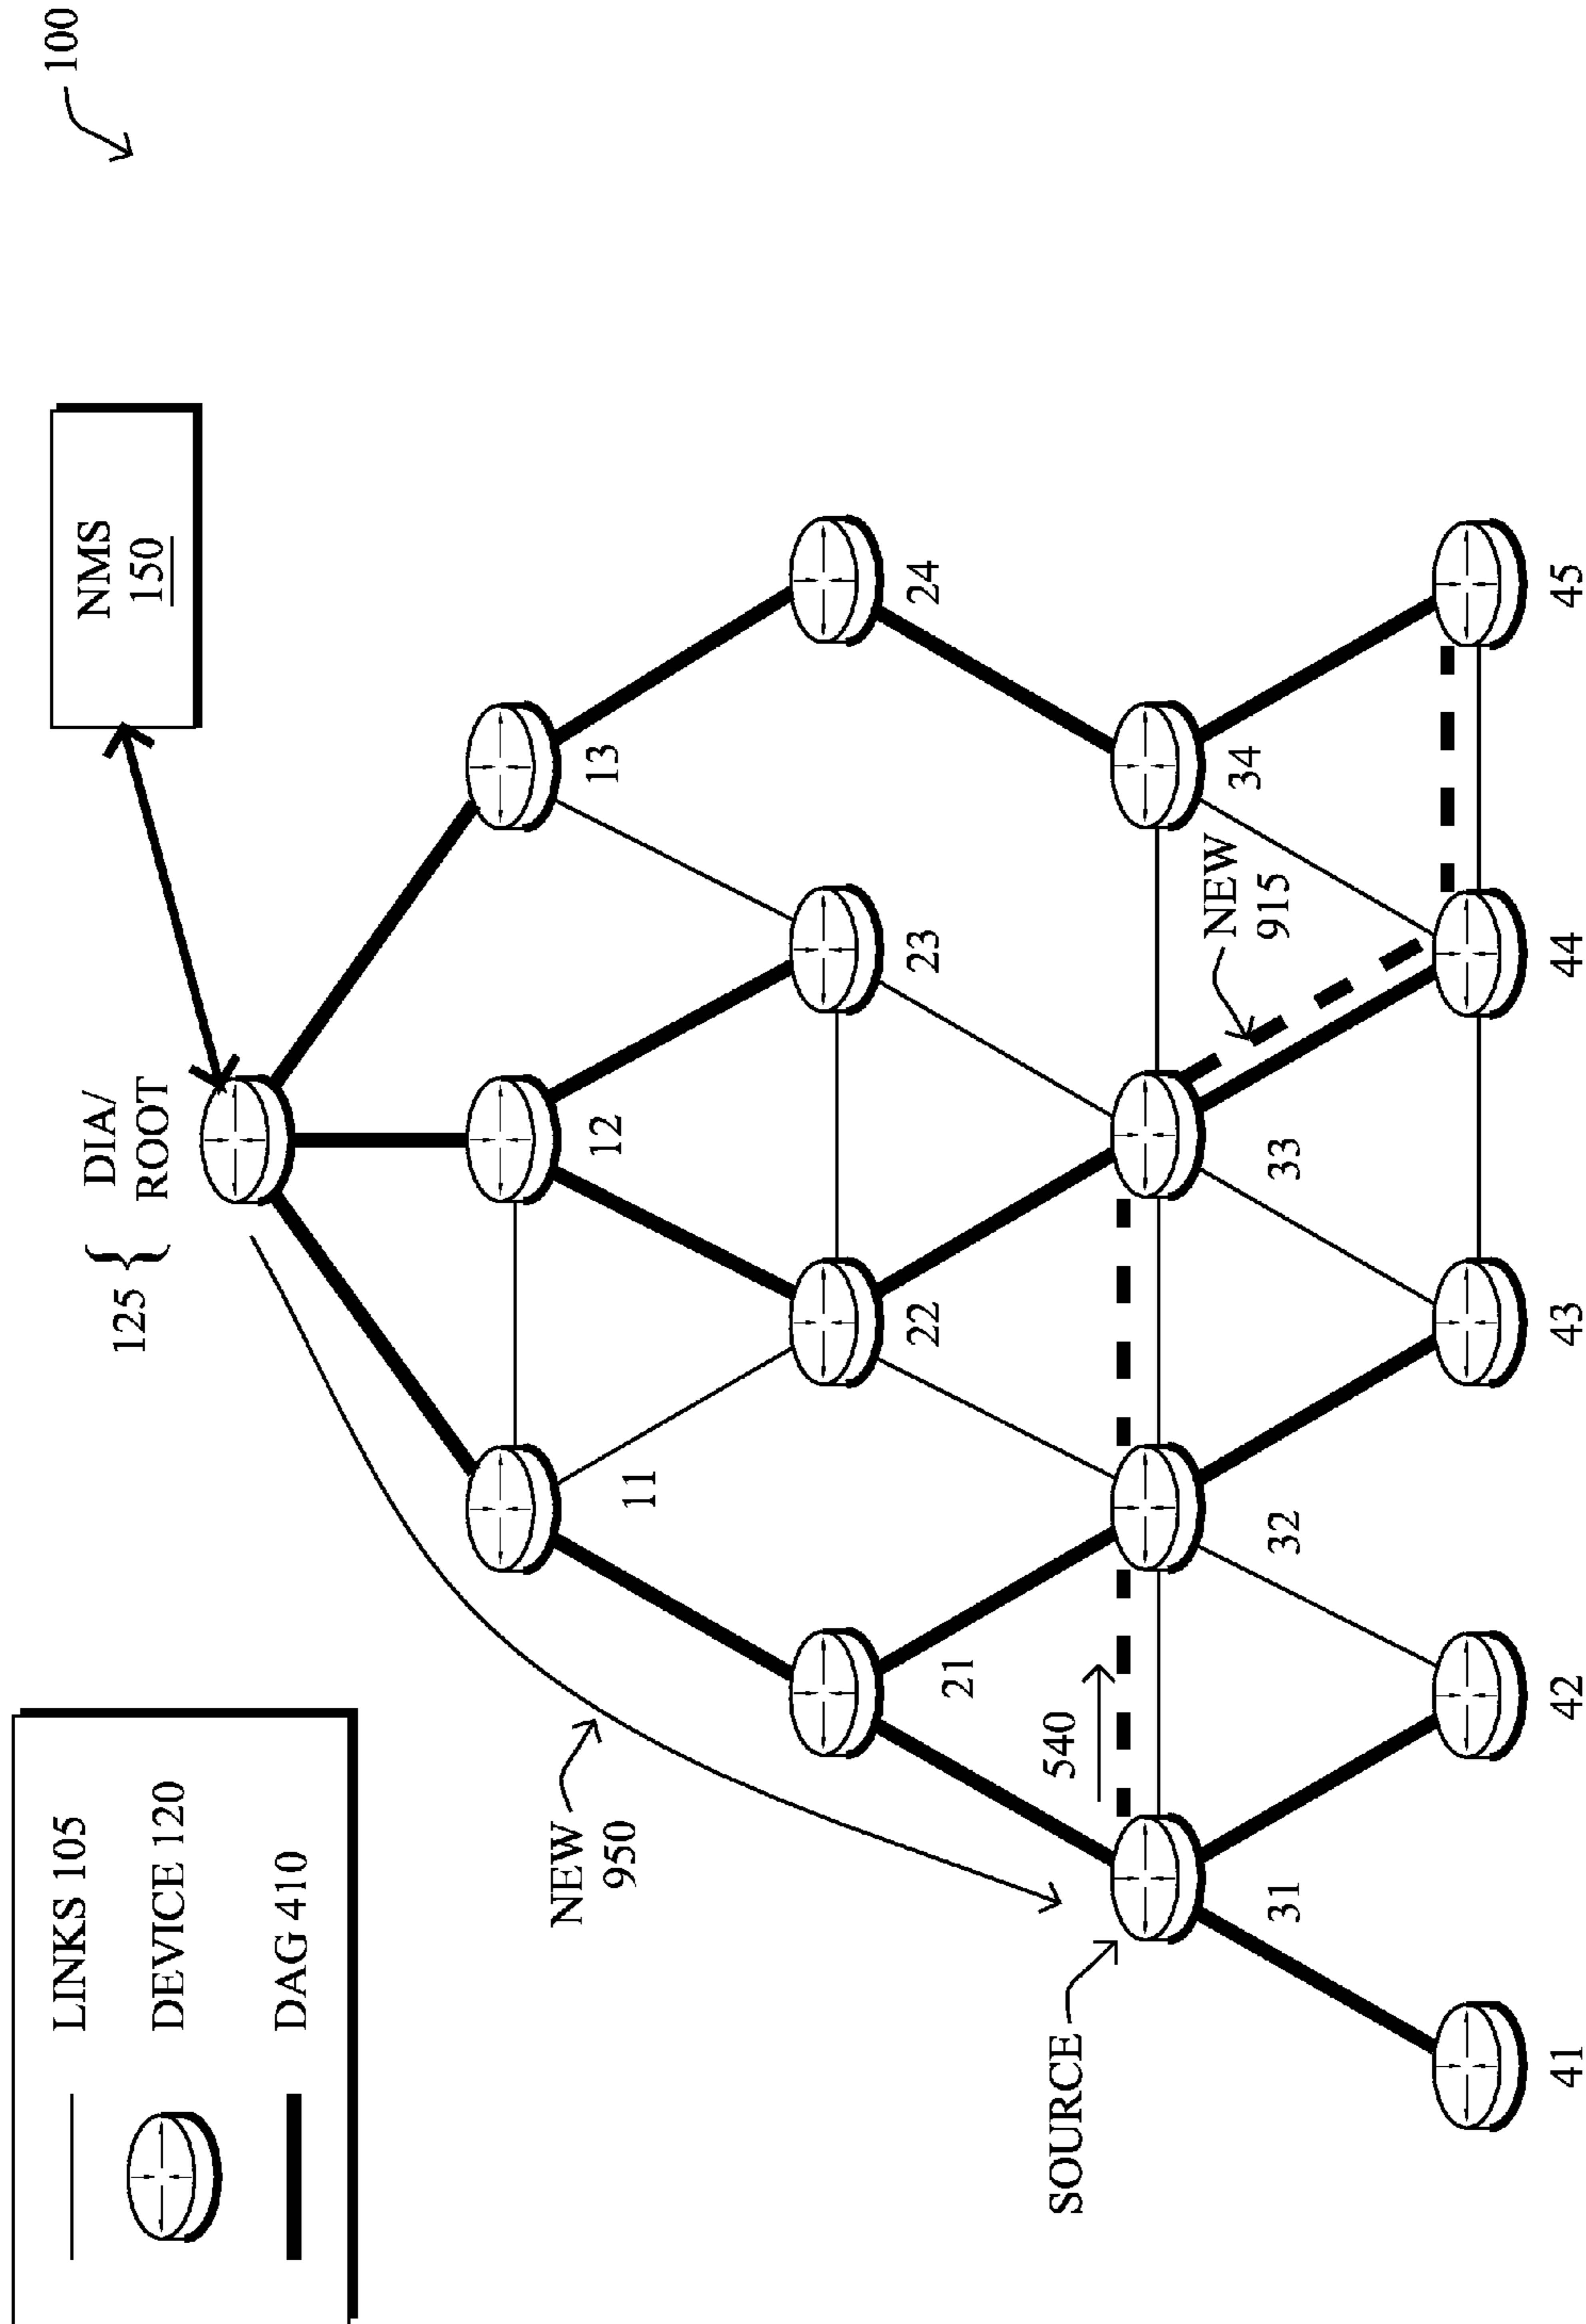 100
NMS
150
125 { DIA/
ROOT
LINKS 105
DEVICE 120
DAG 410
11
12
13
NEW
950
21
22
23
24
540
SOURCE
NEW
915
31
32
33
34
41
42
43
44
45